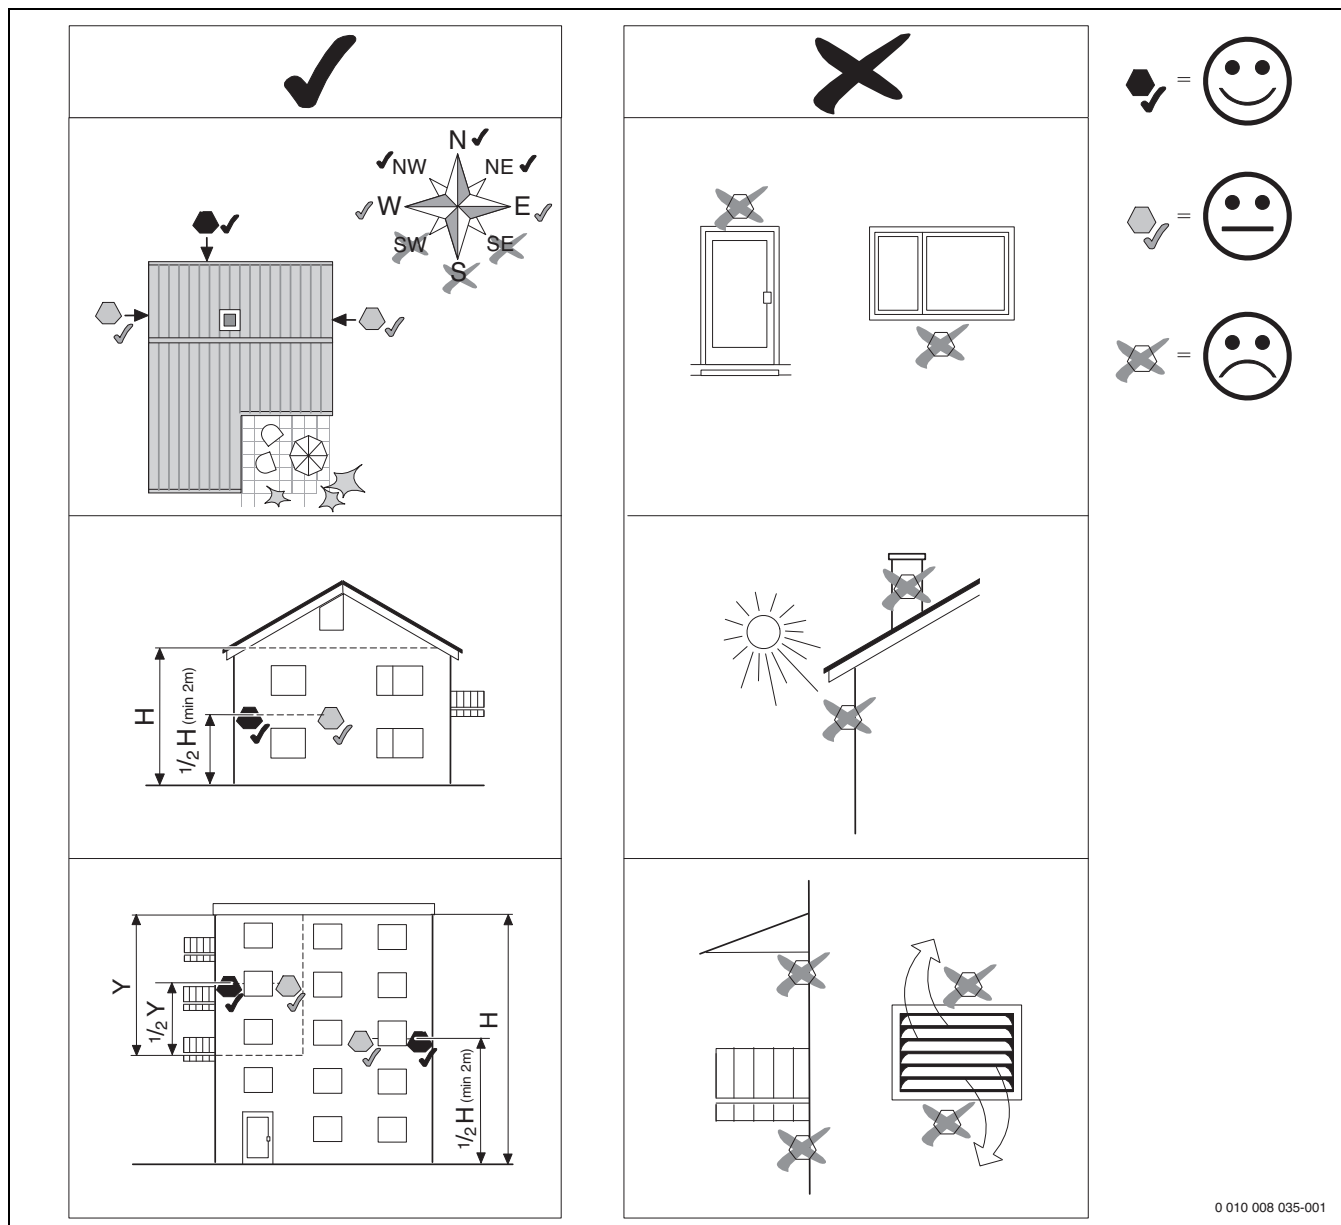 N
NW
NE
W
E
SW
SE
S
=
=
=
H
1/2 H (min 2m)
Y
1/2 Y
H
1/2 H (min 2m)
0 010 008 035-001